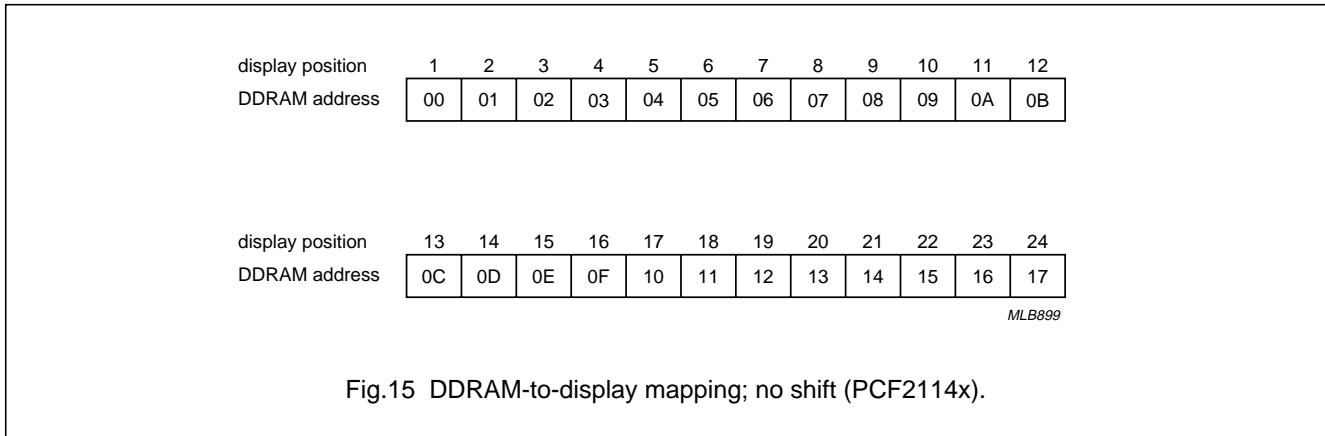 display position 1 2 3 4 5 6 7 8 9 10 11 12
DDRAM address 00 01 02 03 04 05 06 07 08 09 0A 0B
display position 13 14 15 16 17 18 19 20 21 22 23 24
DDRAM address 0C 0D 0E 0F 10 11 12 13 14 15 16 17
MLB899
Fig.15 DDRAM-to-display mapping; no shift (PCF2114x).